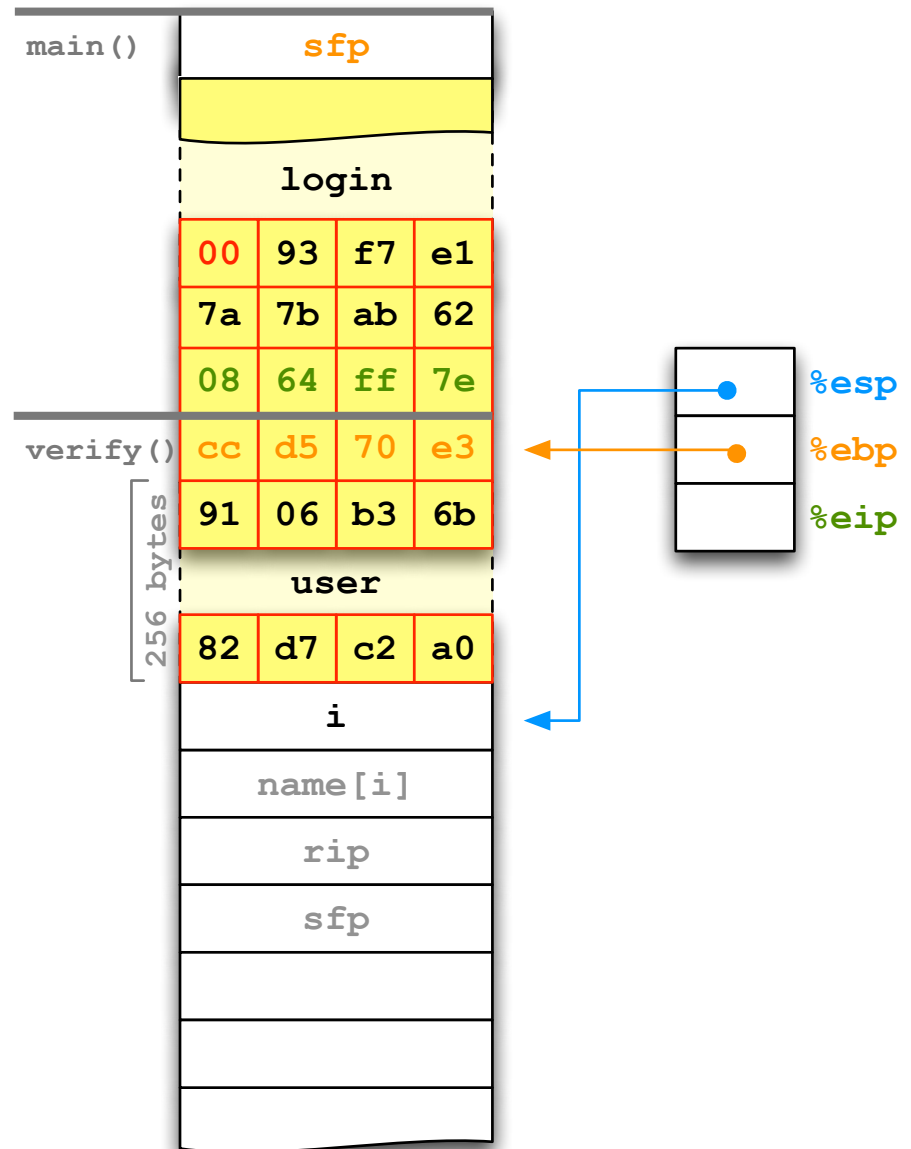 main() sfp
login
00 93 f7 e1
7a 7b ab 62
08 64 ff 7e %esp
verify() cc d5 70 e3 %ebp
91 06 b3 6b %eip
256 bytes
user
82 d7 c2 a0
i
name[i]
rip
sfp